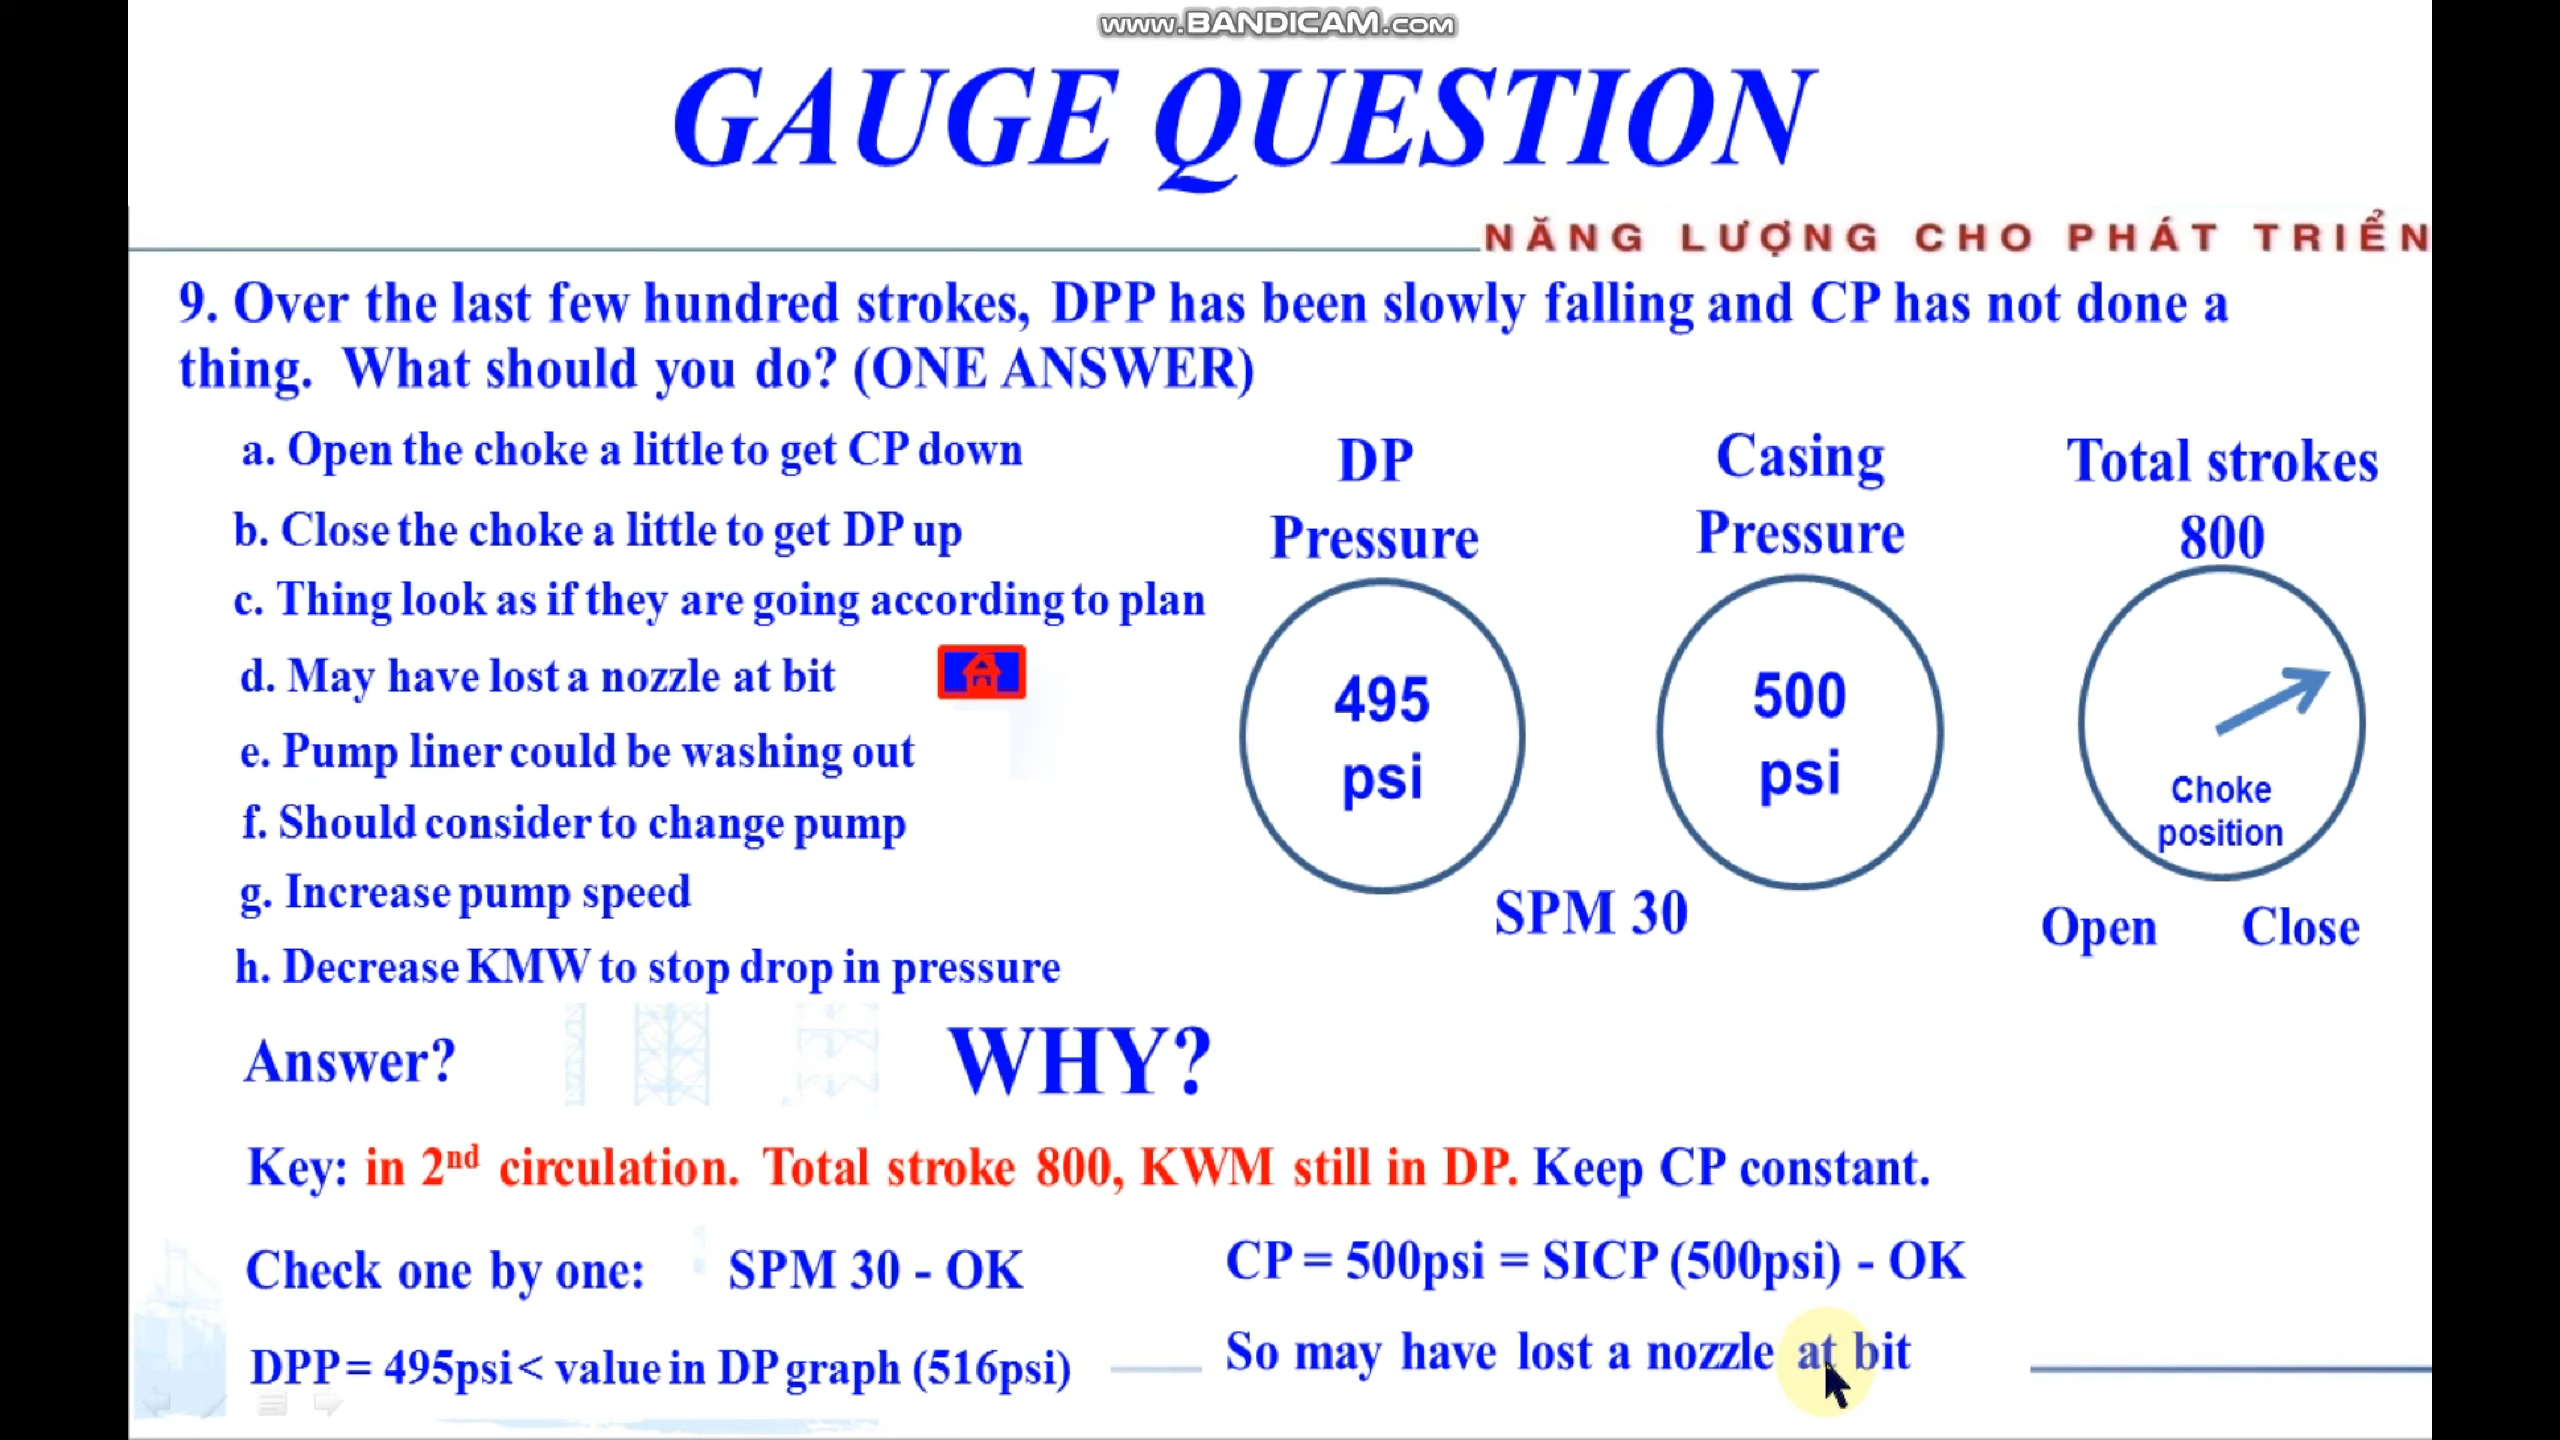 www.BANDICAM.com
GAUGE QUESTION
NĂNG LƯỢNG CHO PHÁT TRIỂN
9. Over the last few hundred strokes, DPP has been slowly falling and CP has not done a
thing. What should you do? (ONE ANSWER)
a. Open the choke a little to get CP down
b. Close the choke a little to get DP up
c. Thing look as if they are going according to plan
d. May have lost a nozzle at bit
e. Pump liner could be washing out
f. Should consider to change pump
g. Increase pump speed
h. Decrease KMW to stop drop in pressure
DP
Pressure
495
psi
Casing
Pressure
500
psi
SPM 30
Total strokes
800
Choke
position
Open Close
Answer? WHY?
Key: in 2nd circulation. Total stroke 800, KWM still in DP. Keep CP constant.
Check one by one: SPM 30 - OK
CP = 500psi = SICP (500psi) - OK
DPP = 495psi < value in DP graph (516psi)
So may have lost a nozzle at bit